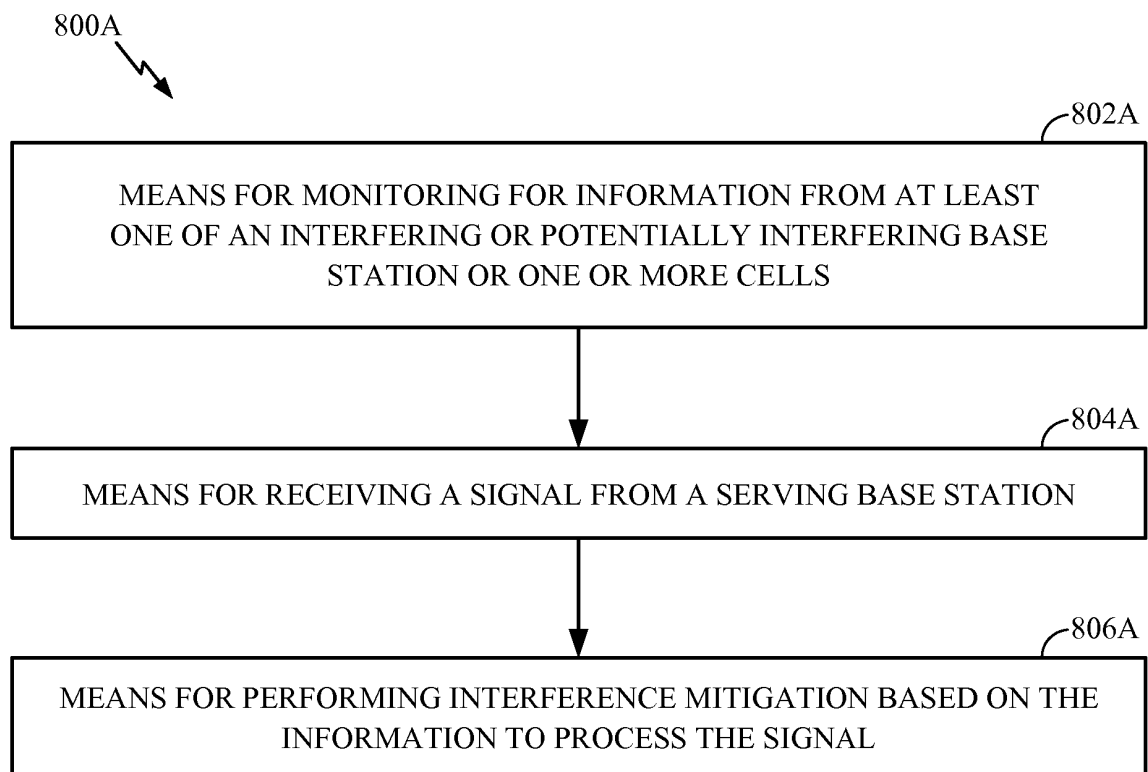 800A
802A
MEANS FOR MONITORING FOR INFORMATION FROM AT LEAST
ONE OF AN INTERFERING OR POTENTIALLY INTERFERING BASE
STATION OR ONE OR MORE CELLS
804A
MEANS FOR RECEIVING A SIGNAL FROM A SERVING BASE STATION
806A
MEANS FOR PERFORMING INTERFERENCE MITIGATION BASED ON THE
INFORMATION TO PROCESS THE SIGNAL